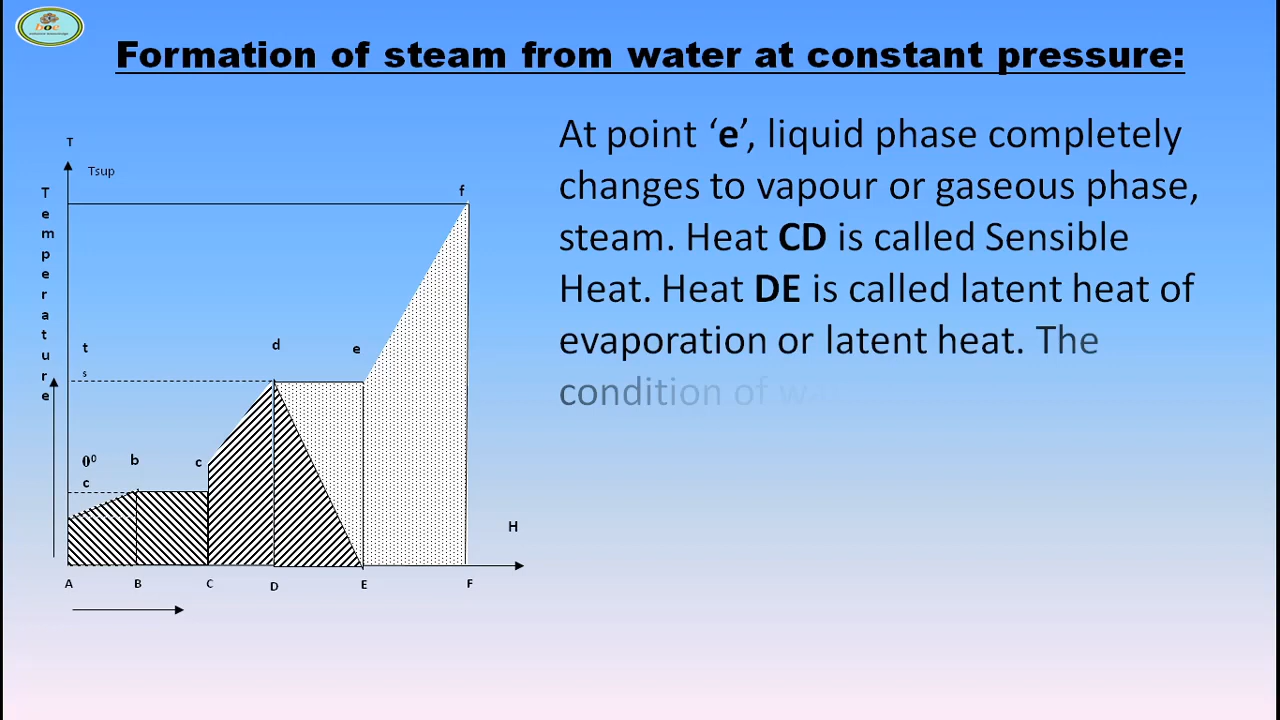 Formation of steam from water at constant pressure:
At point ‘e’, liquid phase completely
changes to vapour or gaseous phase,
steam. Heat CD is called Sensible
Heat. Heat DE is called latent heat of
evaporation or latent heat. The
condition of
T
Tsup
Temperature
f
t
s
d
e
0⁰
c
b
c
H
A
B
C
D
E
F